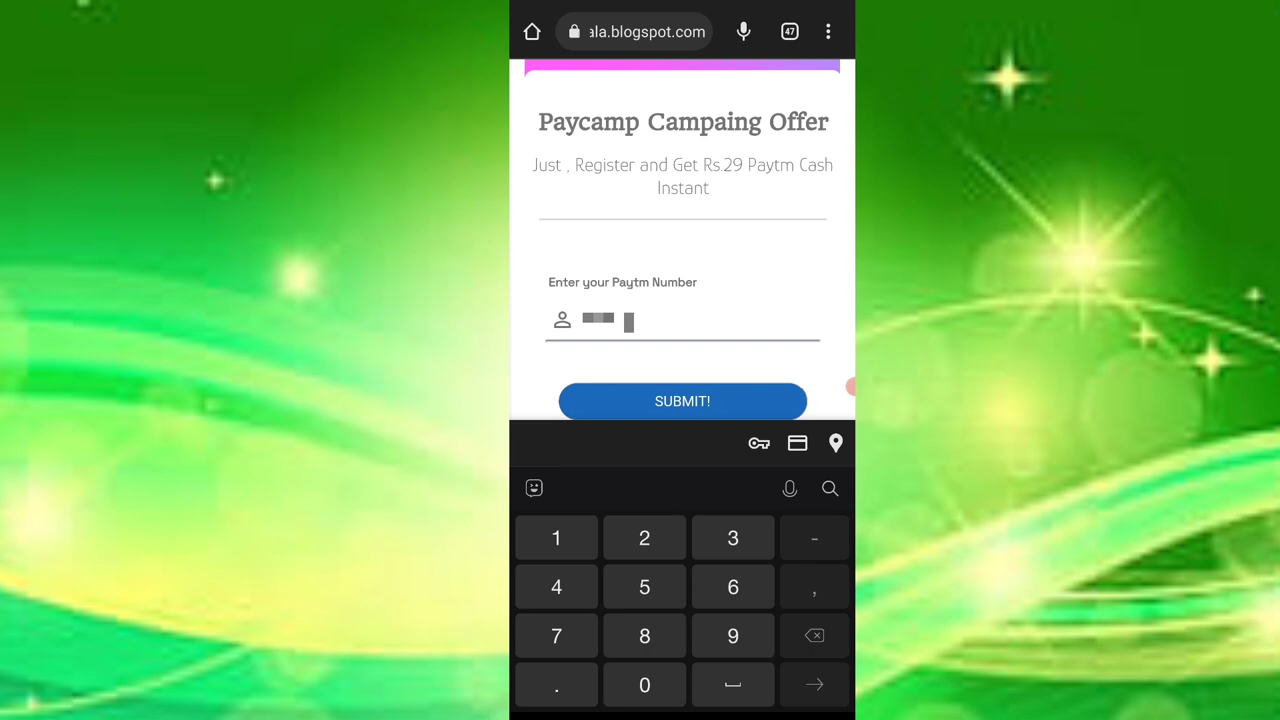 ala.blogspot.com
47
Paycamp Campaing Offer
Just , Register and Get Rs.29 Paytm Cash
Instant
Enter your Paytm Number
SUBMIT!
1 2 3 -
4 5 6 ,
7 8 9
. 0